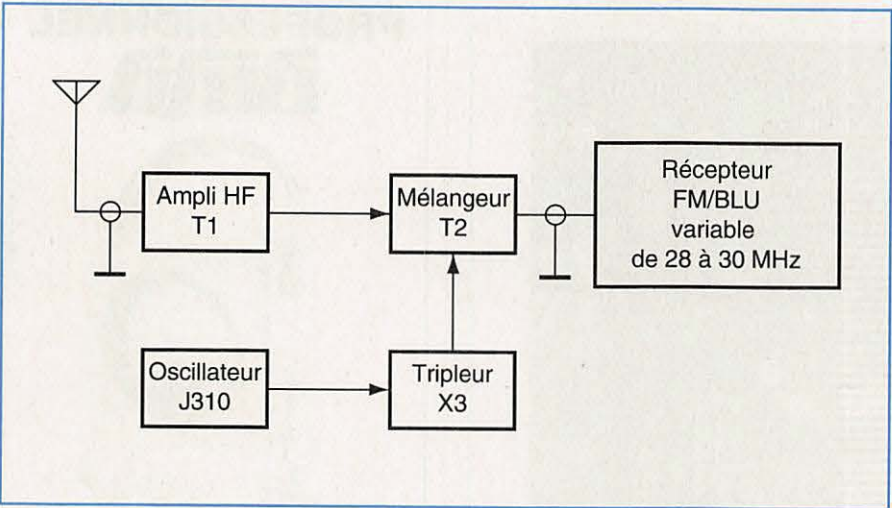 Ampli HF
T1
Mélangeur
T2
Récepteur
FM/BLU
variable
de 28 à 30 MHz
Oscillateur
J310
Tripleur
X3